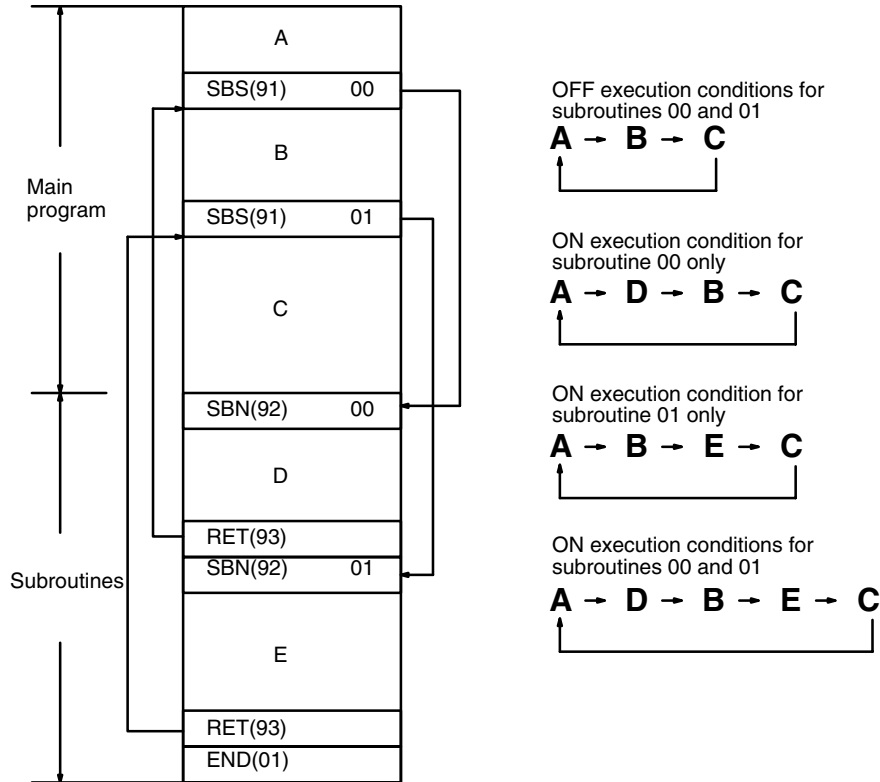 A
SBS(91) 00
B
SBS(91) 01
C
SBN(92) 00
D
RET(93)
SBN(92) 01
E
RET(93)
END(01)
Main
program
Subroutines
OFF execution conditions for
subroutines 00 and 01
A → B → C
ON execution condition for
subroutine 00 only
A → D → B → C
ON execution condition for
subroutine 01 only
A → B → E → C
ON execution conditions for
subroutines 00 and 01
A → D → B → E → C